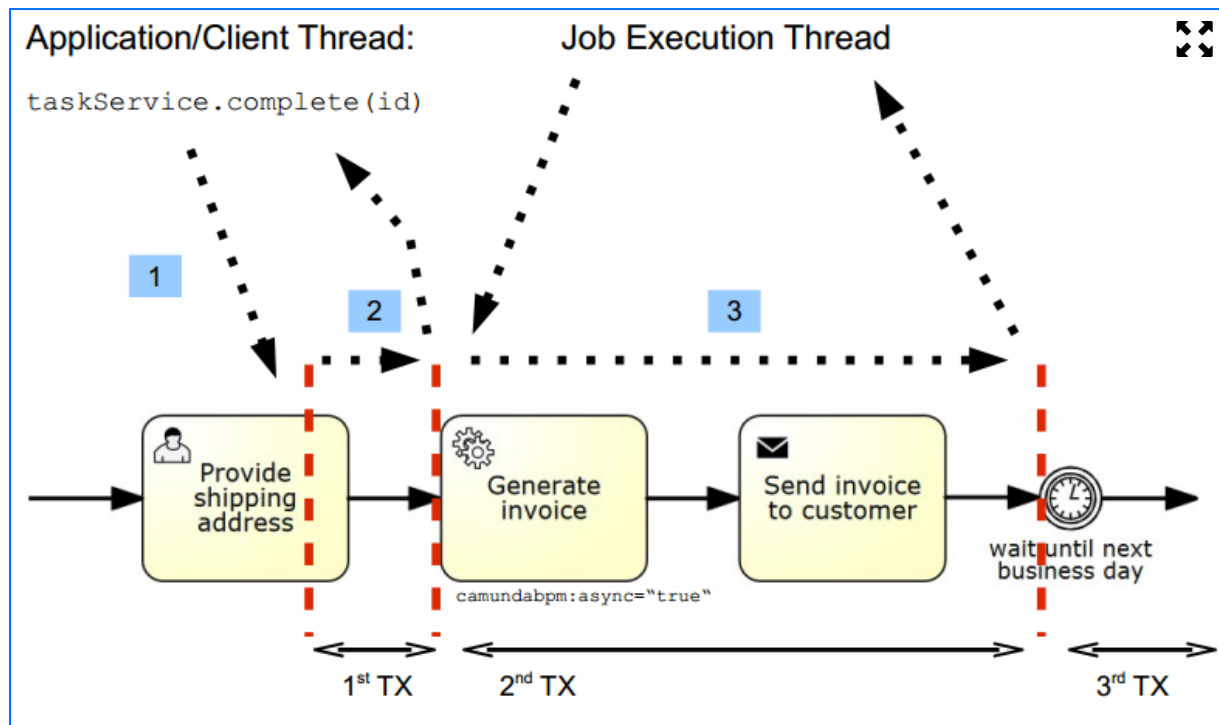 Application/Client Thread:
Job Execution Thread
taskService.complete(id)
1
2
3
Provide
shipping
address
Generate
invoice
Send invoice
to customer
wait until next
business day
camundabpm:async="true"
1st TX
2nd TX
3rd TX